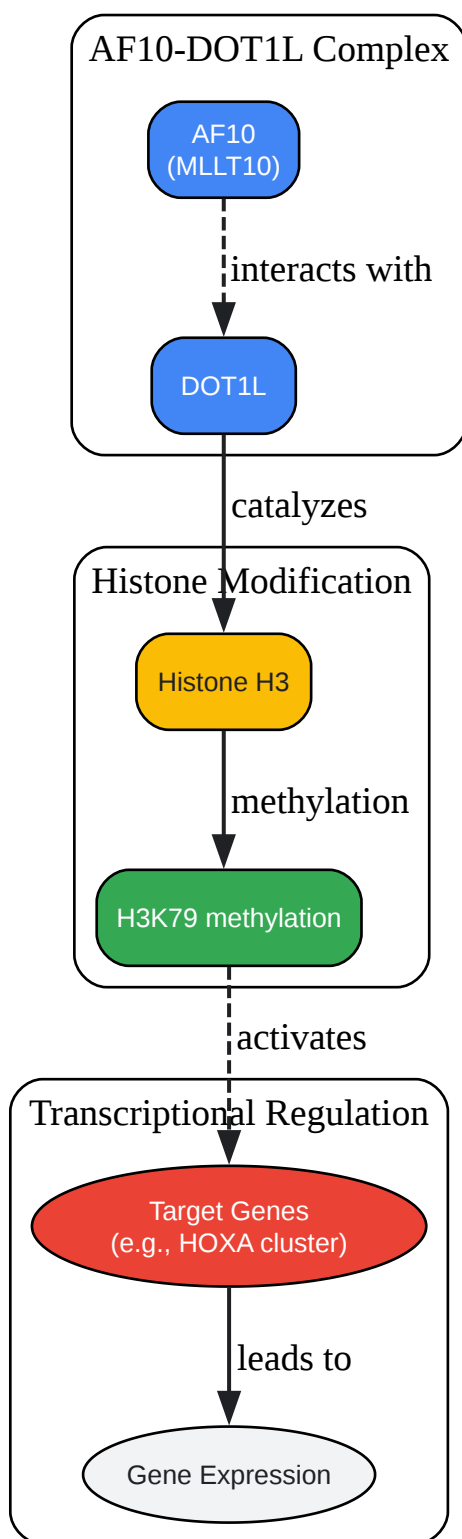 AF10-DOT1L Complex
AF10
(MLLT10)
interacts with
DOT1L
catalyzes
Histone Modification
Histone H3
methylation
H3K79 methylation
activates
Transcriptional Regulation
Target Genes
(e.g., HOXA cluster)
leads to
Gene Expression